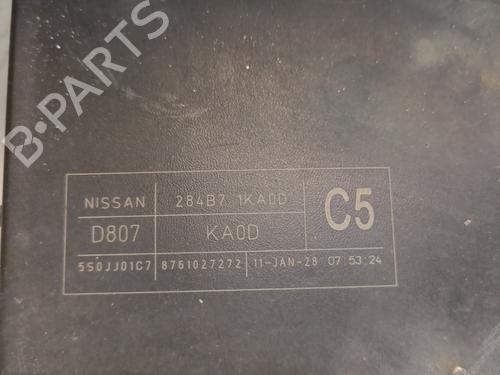 B-PARTS
NISSAN 284B7 1KA0D C5
D807 KA0D
5S0JJ01C7 8761027272 11-JAN-28 07:53:24